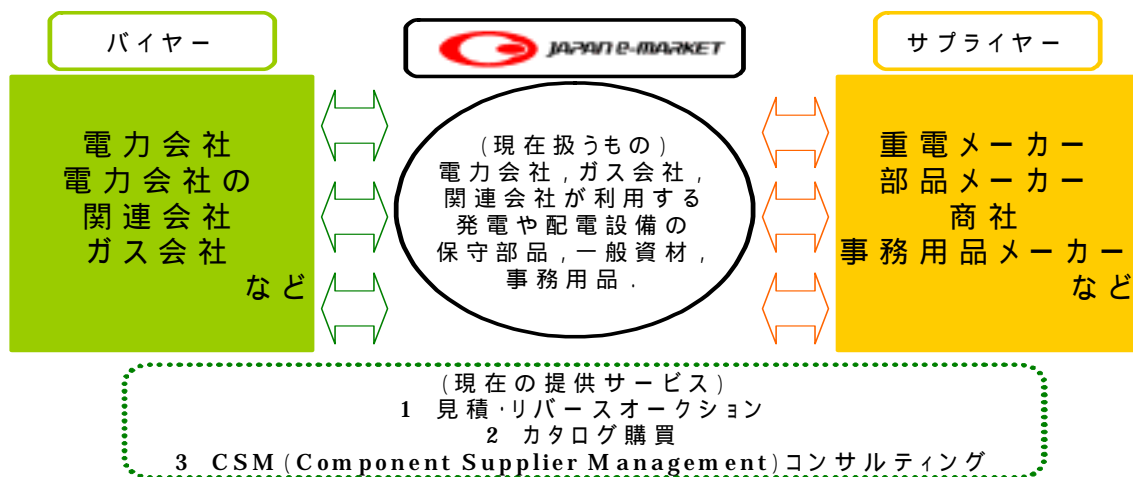 バイヤー
JAPAN e-MARKET
サプライヤー
電力会社
電力会社の
関連会社
ガス会社
など
(現在扱うもの)
電力会社,ガス会社,
関連会社が利用する
発電や配電設備の
保守部品,一般資材,
事務用品.
重電メーカー
部品メーカー
商社
事務用品メーカー
など
(現在の提供サービス)
1 見積・リバースオークション
2 カタログ購買
3 CSM(Component Supplier Management)コンサルティング